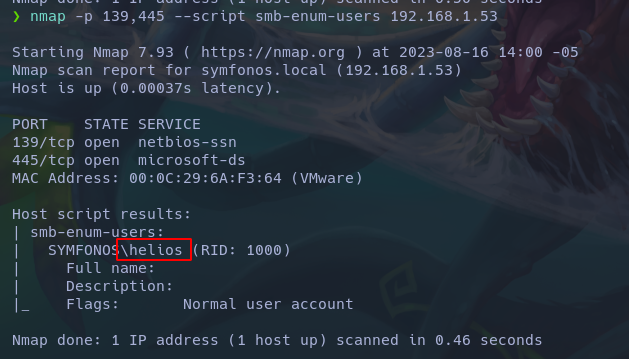 Nmap done: 1 IP address (1 host up) scanned in 0.50 seconds
❯ nmap -p 139,445 --script smb-enum-users 192.168.1.53
Starting Nmap 7.93 ( https://nmap.org ) at 2023-08-16 14:00 -05
Nmap scan report for symfonos.local (192.168.1.53)
Host is up (0.00037s latency).
PORT    STATE SERVICE
139/tcp open  netbios-ssn
445/tcp open  microsoft-ds
MAC Address: 00:0C:29:6A:F3:64 (VMware)
Host script results:
| smb-enum-users:
|   SYMFONOS\helios (RID: 1000)
|     Full name:
|     Description:
|_    Flags:       Normal user account
Nmap done: 1 IP address (1 host up) scanned in 0.46 seconds